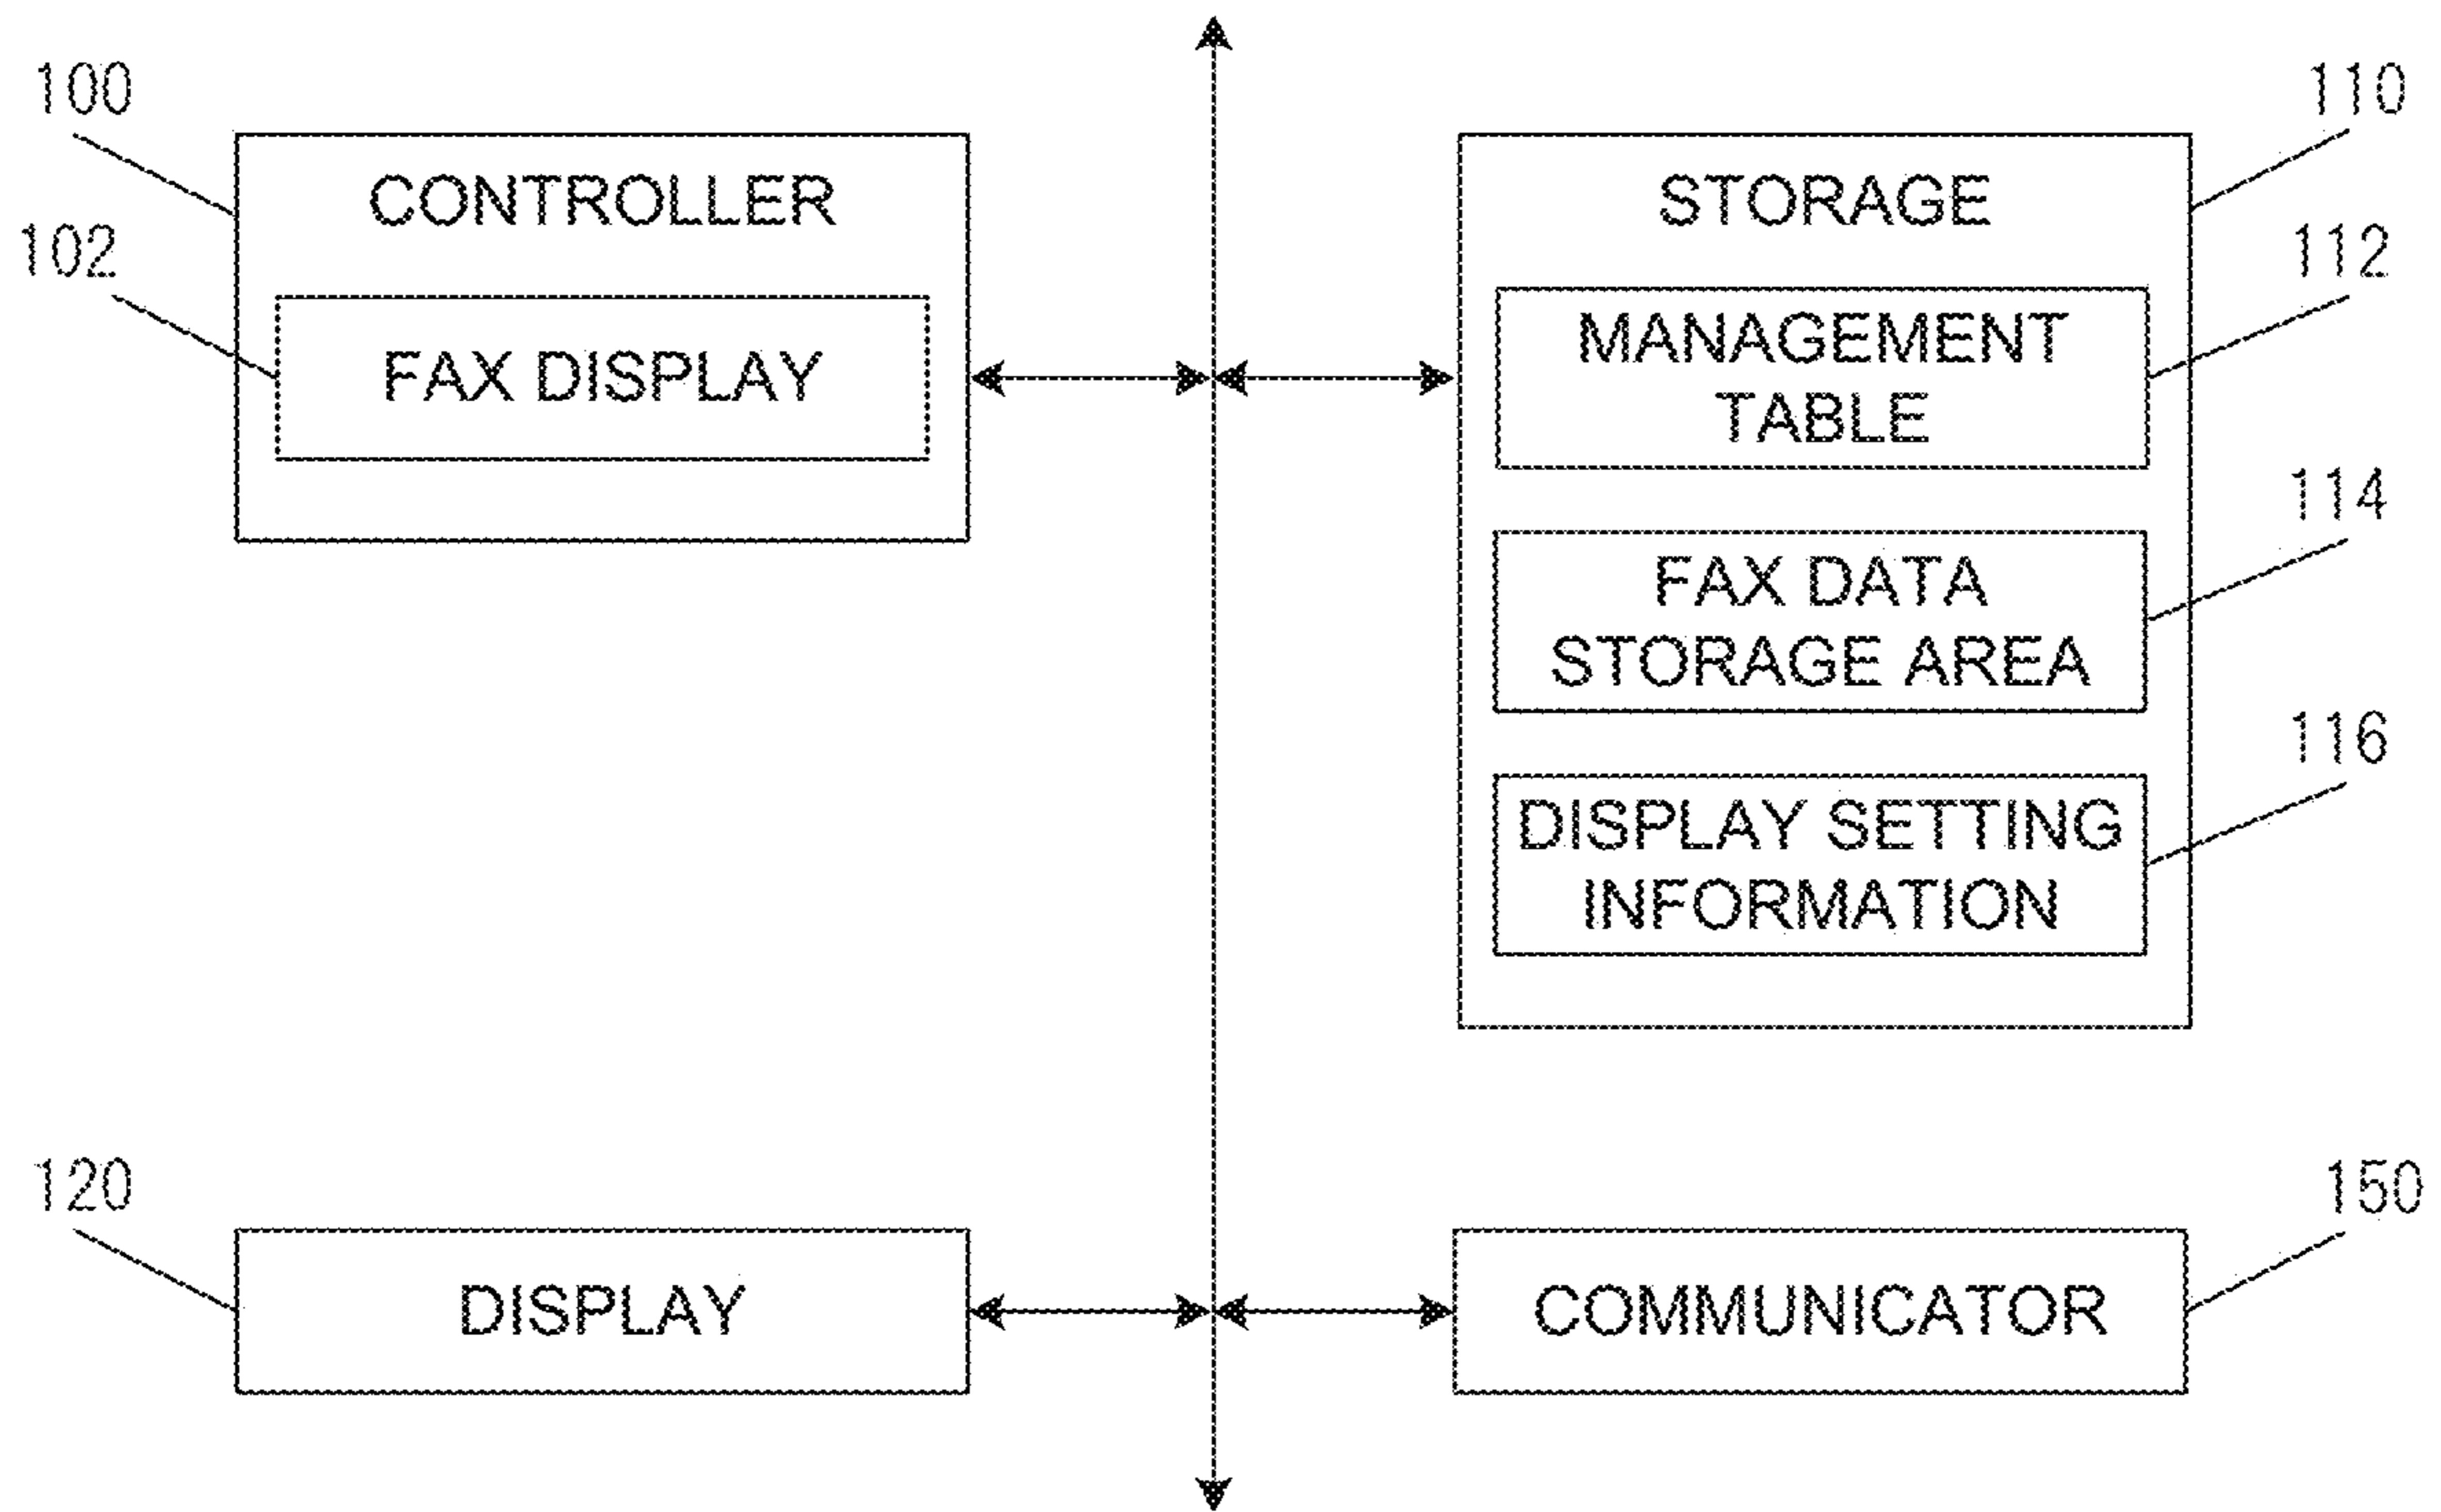 100
CONTROLLER
102
FAX DISPLAY
110
STORAGE
112
MANAGEMENT
TABLE
114
FAX DATA
STORAGE AREA
116
DISPLAY SETTING
INFORMATION
120
DISPLAY
150
COMMUNICATOR